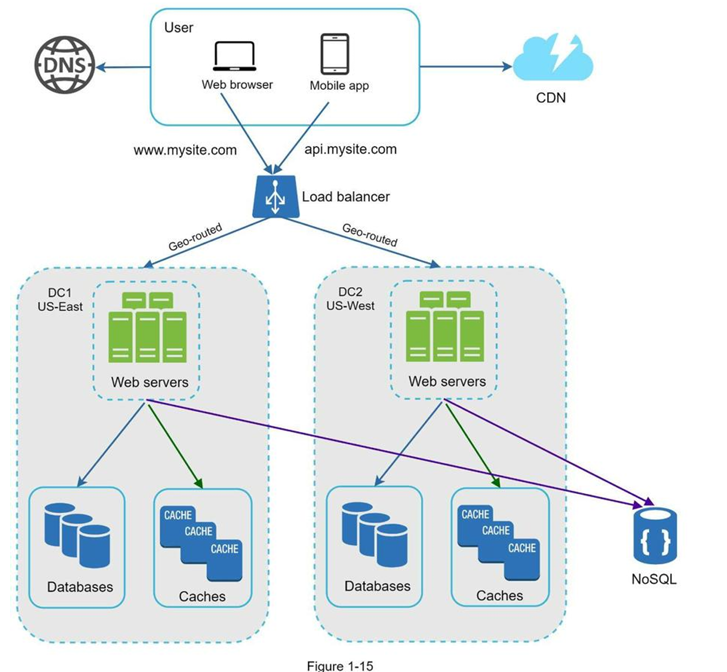 User
DNS
Web browser
Mobile app
CDN
www.mysite.com
api.mysite.com
Load balancer
Geo-routed
Geo-routed
DC1
US-East
Web servers
DC2
US-West
Web servers
CACHE
CACHE
CACHE
Databases
Caches
CACHE
CACHE
CACHE
Databases
Caches
{ }
NoSQL
Figure 1-15